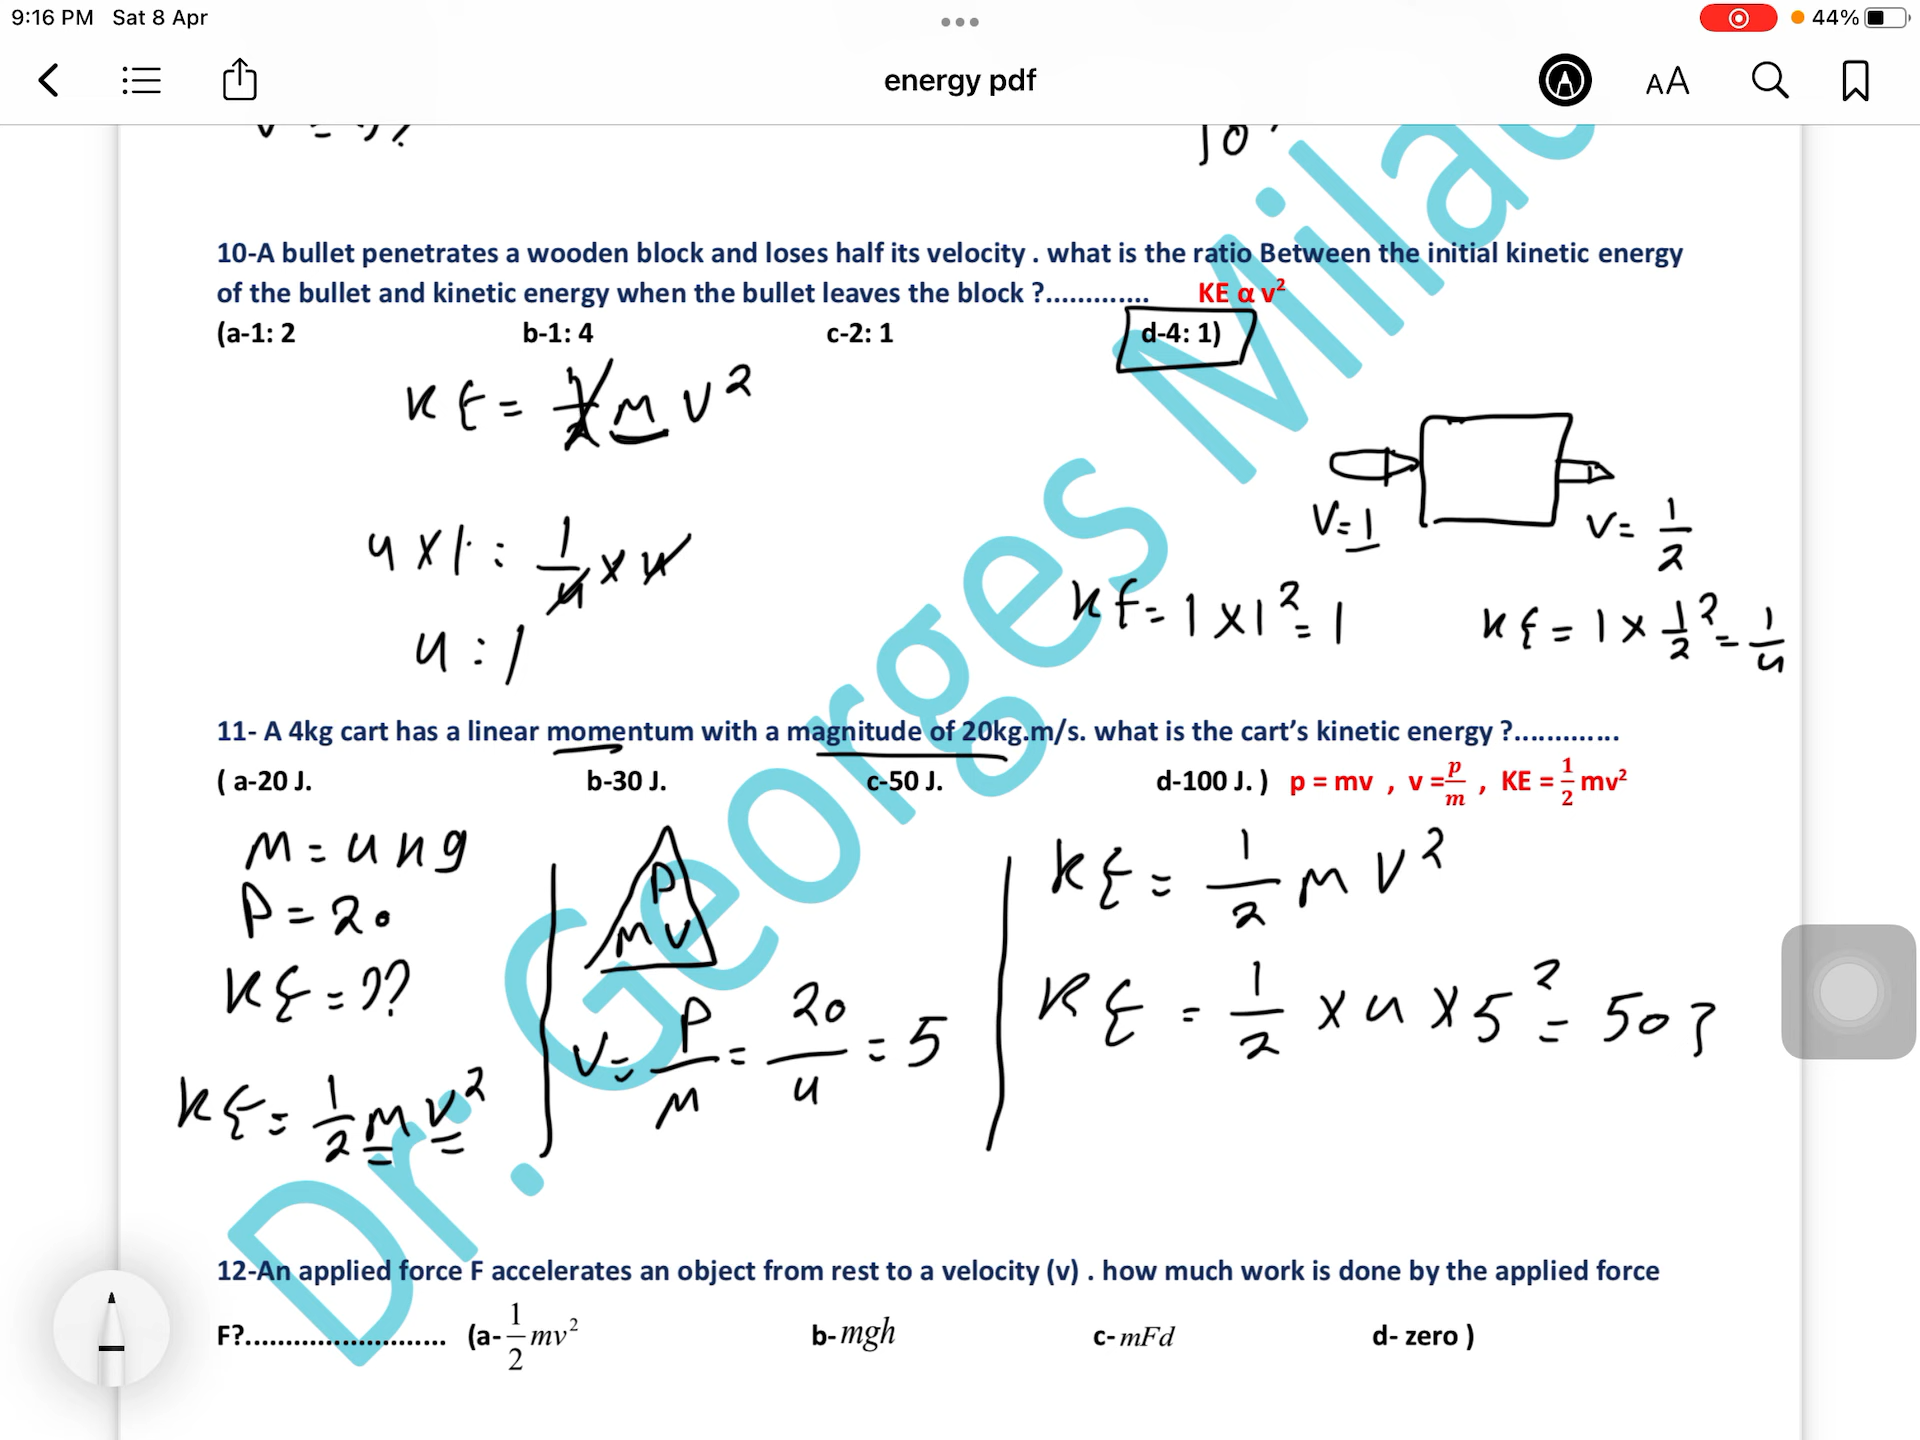 9:16 PM Sat 8 Apr
44%
energy pdf
10-A bullet penetrates a wooden block and loses half its velocity . what is the ratio Between the initial kinetic energy
of the bullet and kinetic energy when the bullet leaves the block ?............. KE α v²
(a-1: 2 b-1: 4 c-2: 1 d-4: 1)
KE = 1/2 m v²
V=1 V= 1/2
4 x 1 : 1/4 x 4
KE = 1 x 1² = 1 KE = 1 x 1/2² = 1/4
4 : 1
11- A 4kg cart has a linear momentum with a magnitude of 20kg.m/s. what is the cart's kinetic energy ?.............
( a-20 J. b-30 J. c-50 J. d-100 J. ) p = mv , v = p/m , KE = 1/2 mv²
M = 4 kg
P = 20
KE = ??
KE = 1/2 m v²
P
M V
V = P/M = 20/4 = 5
KE = 1/2 m v²
KE = 1/2 x 4 x 5² = 50 J
12-An applied force F accelerates an object from rest to a velocity (v) . how much work is done by the applied force
F?......................... (a- 1/2 mv² b- mgh c- mFd d- zero )
Dr. Georges Milad